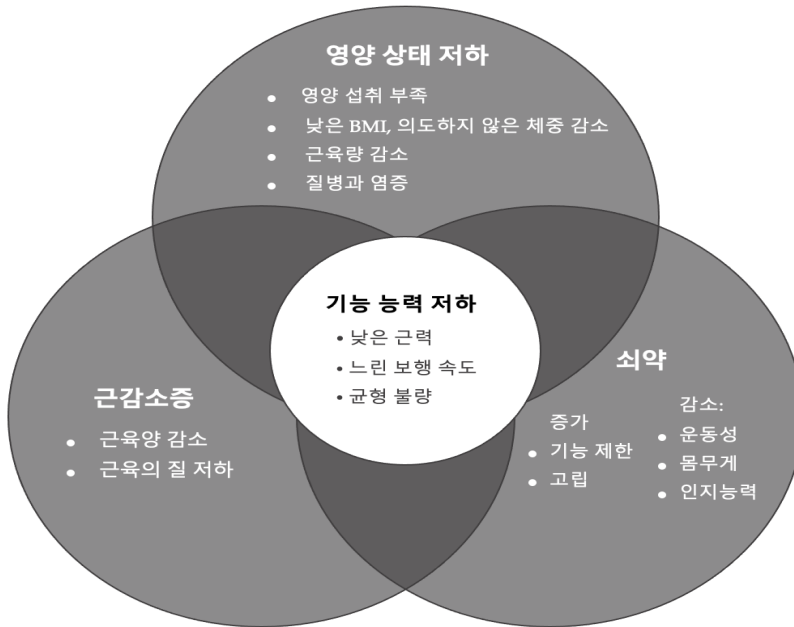 영양 상태 저하
• 영양 섭취 부족
• 낮은 BMI, 의도하지 않은 체중 감소
• 근육량 감소
• 질병과 염증
기능 능력 저하
• 낮은 근력
• 느린 보행 속도
• 균형 불량
근감소증
• 근육양 감소
• 근육의 질 저하
쇠약
증가
• 기능 제한
• 고립
감소:
• 운동성
• 몸무게
• 인지능력